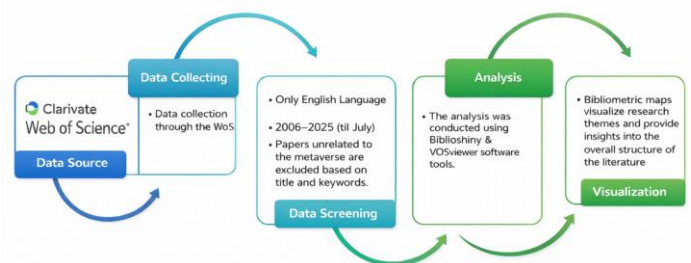 Clarivate
Web of Science®
Data Source
Data Collecting
• Data collection
through the WoS
• Only English Language
• 2006–2025 (til July)
• Papers unrelated to
the metaverse are
excluded based on
title and keywords.
Data Screening
Analysis
• The analysis was
conducted using
Biblioshiny &
VOSviewer software
tools.
• Bibliometric maps
visualize research
themes and provide
insights into the
overall structure of
the literature
Visualization